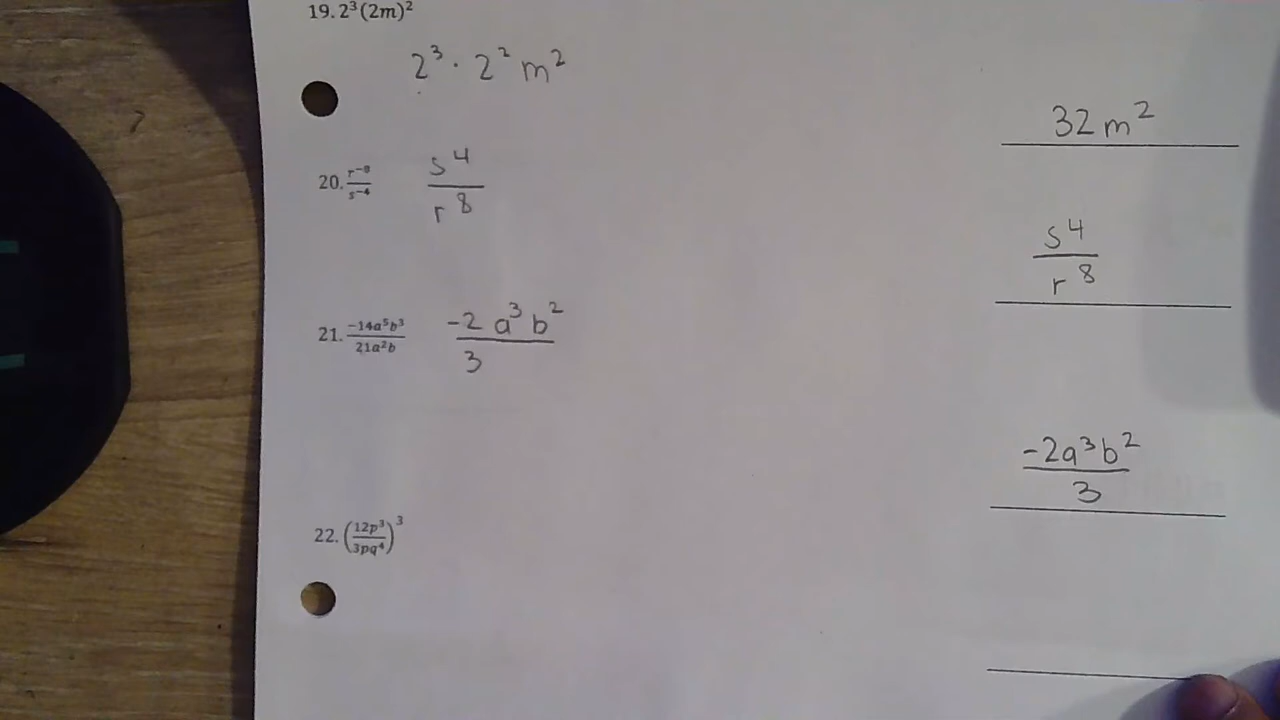 19. 2³(2m)²
2³ · 2² m²
32 m²
20. r⁻⁸/s⁻⁴ s⁴/r⁸
s⁴/r⁸
21. -14a⁵b³/21a²b -2 a³ b²/3
-2a³b²/3
22. (12p³/3pq⁴)³